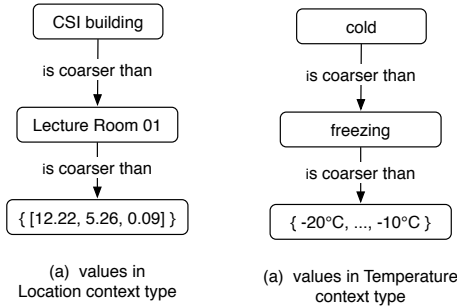 CSI building
is coarser than
Lecture Room 01
is coarser than
{ [12.22, 5.26, 0.09] }
(a) values in
Location context type
cold
is coarser than
freezing
is coarser than
{ -20°C, ..., -10°C }
(a) values in Temperature
context type